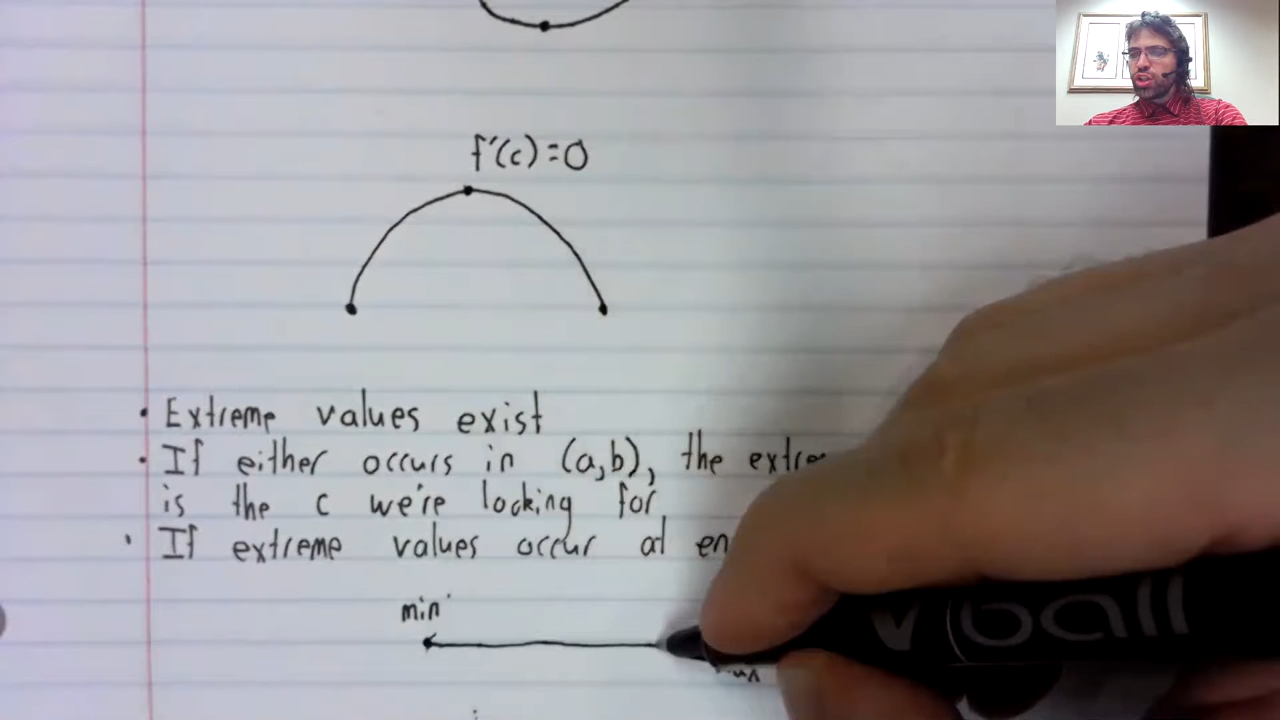 f'(c)=0
• Extreme values exist
• If either occurs in (a,b), the
is the c we're looking for
• If extreme values occur at
min
ball